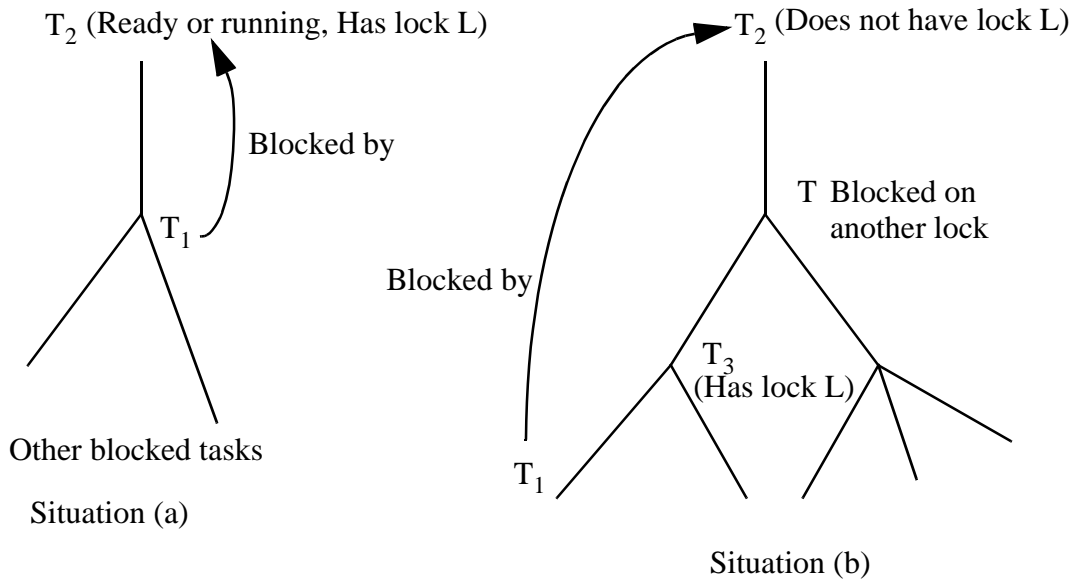 T2 (Ready or running, Has lock L)
Blocked by
T1
Other blocked tasks
Situation (a)
T2 (Does not have lock L)
T Blocked on
another lock
Blocked by
T3
(Has lock L)
T1
Situation (b)